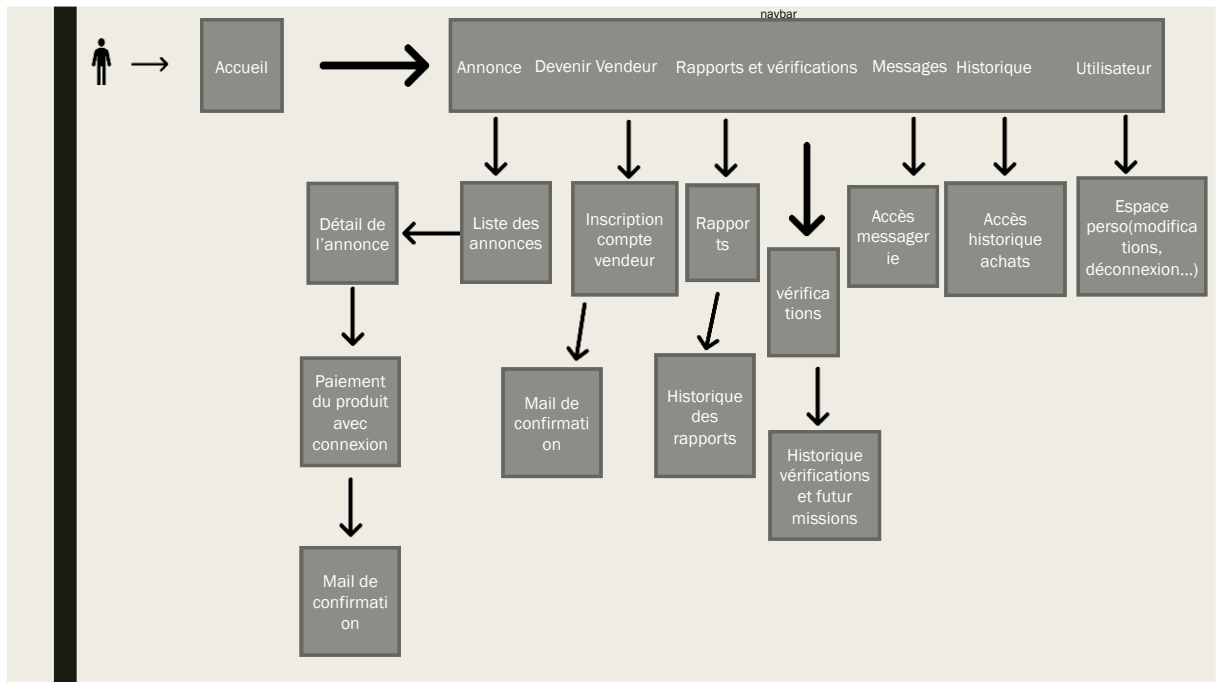 navbar
Accueil
Annonce
Devenir Vendeur
Rapports et vérifications
Messages
Historique
Utilisateur
Détail de
l’annonce
Liste des
annonces
Inscription
compte
vendeur
Rappor
ts
vérifica
tions
Accès
messager
ie
Accès
historique
achats
Espace
perso(modifica
tions,
déconnexion...)
Paiement
du produit
avec
connexion
Mail de
confirmati
on
Historique
des
rapports
Historique
vérifications
et futur
missions
Mail de
confirmati
on